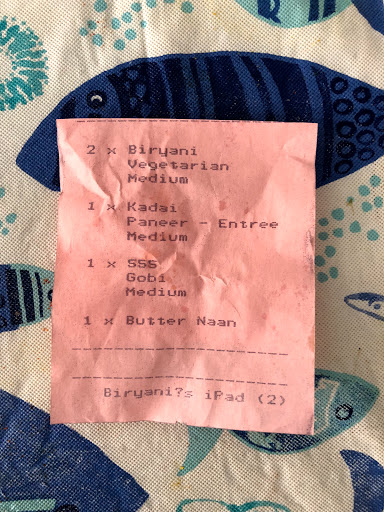 2 x Biryani
Vegetarian
Medium
1 x Kadai
Paneer - Entree
Medium
1 x 555
Gobi
Medium
1 x Butter Naan
Biryani?s iPad (2)